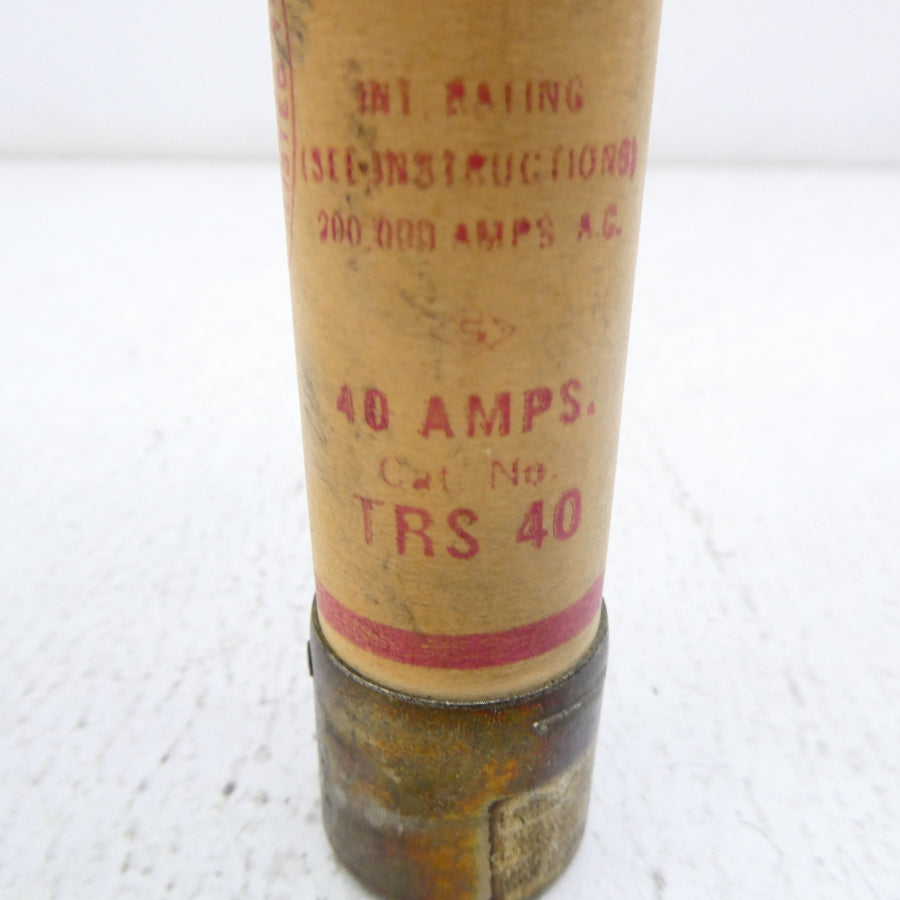 INT. RATING
(SEE INSTRUCTIONS)
200,000 AMPS A.C.
S
40 AMPS.
Cat. No.
TRS 40